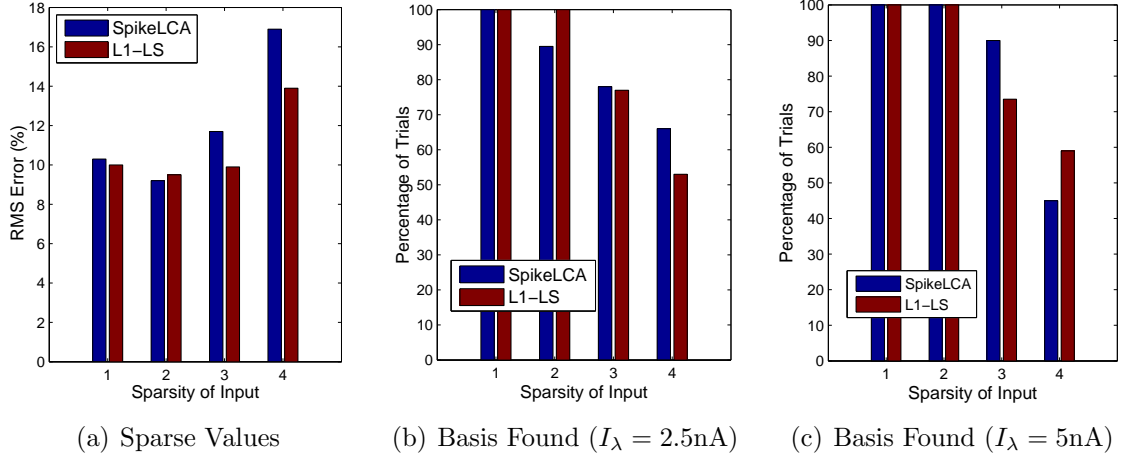 18
16
14
12
10
8
6
4
2
0
RMS Error (%)
SpikeLCA
L1−LS
1 2 3 4
Sparsity of Input
(a) Sparse Values
100
90
80
70
60
50
40
30
20
10
0
Percentage of Trials
SpikeLCA
L1−LS
1 2 3 4
Sparsity of Input
(b) Basis Found (I_λ = 2.5nA)
100
90
80
70
60
50
40
30
20
10
0
Percentage of Trials
SpikeLCA
L1−LS
1 2 3 4
Sparsity of Input
(c) Basis Found (I_λ = 5nA)